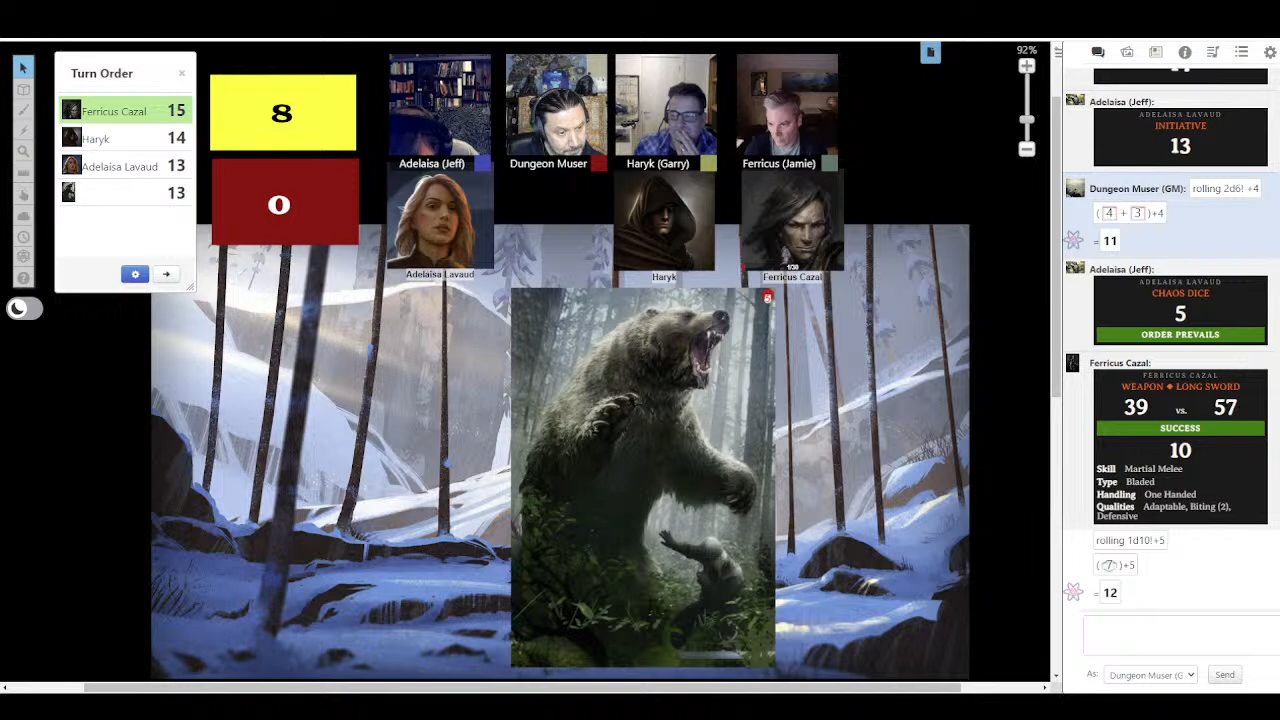 Turn Order
×
Ferricus Cazal 15
Haryk 14
Adelaisa Lavaud 13
13
8
0
Adelaisa (Jeff)
Dungeon Muser
Haryk (Garry)
Ferricus (Jamie)
Adelaisa Lavaud
Haryk
1/30
Ferricus Cazal
92%
Adelaisa (Jeff):
ADELAISA LAVAUD
INITIATIVE
13
Dungeon Muser (GM): rolling 2d6! +4
(4 + 3)+4
= 11
Adelaisa (Jeff):
ADELAISA LAVAUD
CHAOS DICE
5
ORDER PREVAILS
Ferricus Cazal:
FERRICUS CAZAL
WEAPON ◆ LONG SWORD
39 vs. 57
SUCCESS
10
Skill Martial Melee
Type Bladed
Handling One Handed
Qualities Adaptable, Biting (2),
Defensive
rolling 1d10!+5
(7)+5
= 12
As: Dungeon Muser (G
Send